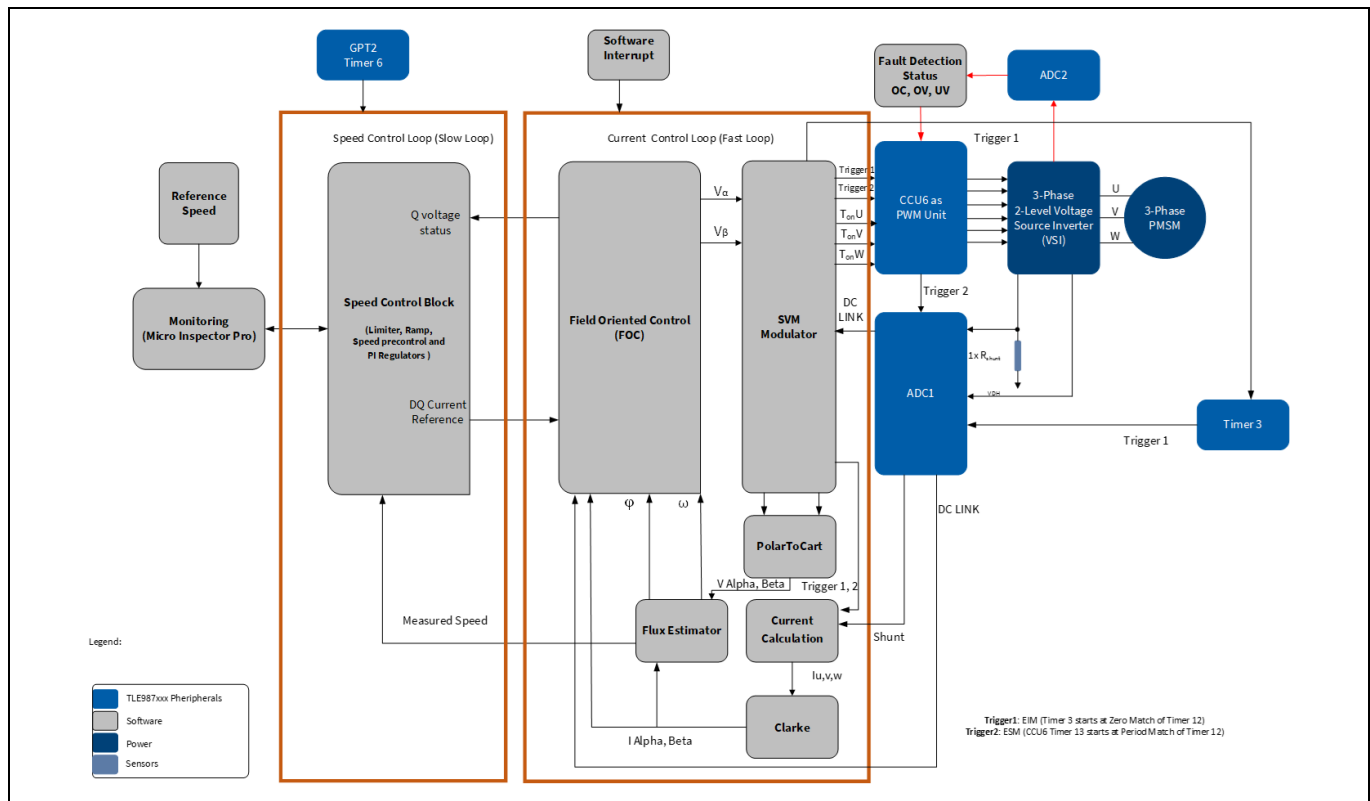 GPT2
Timer 6
Software
Interrupt
Fault Detection
Status
OC, OV, UV
ADC2
Speed Control Loop (Slow Loop)
Current Control Loop (Fast Loop)
Trigger 1
Reference
Speed
Q voltage
status
Vα
Vβ
Trigger 1
Trigger 2
TonU
TonV
TonW
CCU6 as
PWM Unit
3-Phase
2-Level Voltage
Source Inverter
(VSI)
U
V
W
3-Phase
PMSM
Trigger 2
Monitoring
(Micro Inspector Pro)
Speed Control Block
(Limiter, Ramp,
Speed precontrol and
PI Regulators )
Field Oriented Control
(FOC)
SVM
Modulator
DC
LINK
1x Rshunt
VDH
ADC1
DQ Current
Reference
Timer 3
Trigger 1
φ
ω
DC LINK
PolarToCart
V Alpha, Beta
Trigger 1, 2
Measured Speed
Flux Estimator
Current
Calculation
Shunt
Iu,v,w
Clarke
I Alpha, Beta
Legend:
TLE987xxx Pheripherals
Software
Power
Sensors
Trigger1: EIM (Timer 3 starts at Zero Match of Timer 12)
Trigger2: ESM (CCU6 Timer 13 starts at Period Match of Timer 12)